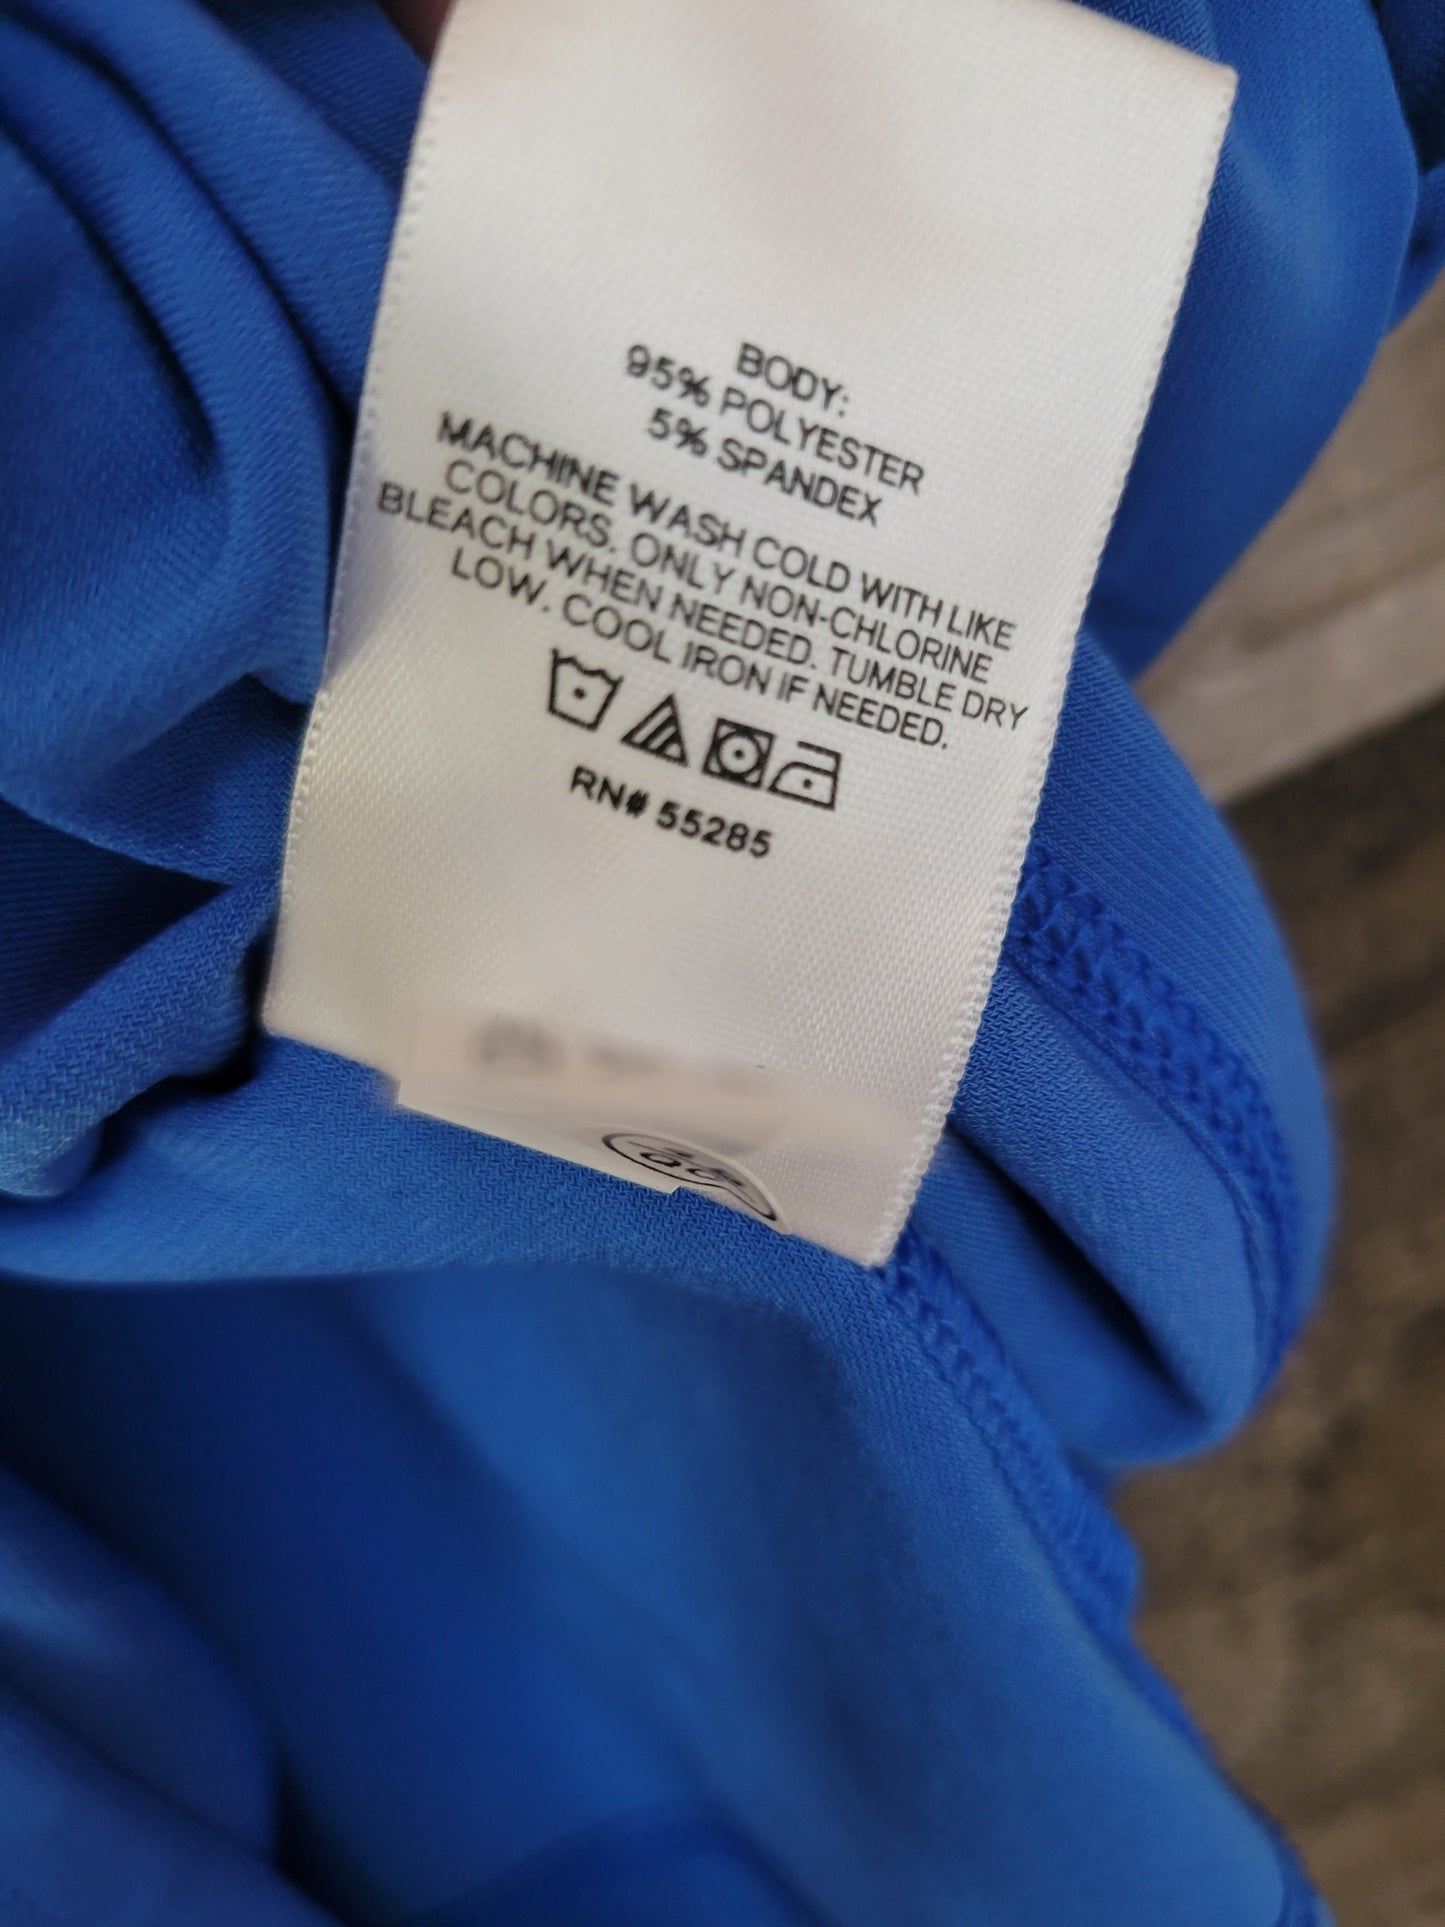 BODY:
95% POLYESTER
5% SPANDEX
MACHINE WASH COLD WITH LIKE
COLORS. ONLY NON-CHLORINE
BLEACH WHEN NEEDED. TUMBLE DRY
LOW. COOL IRON IF NEEDED.
RN# 55285